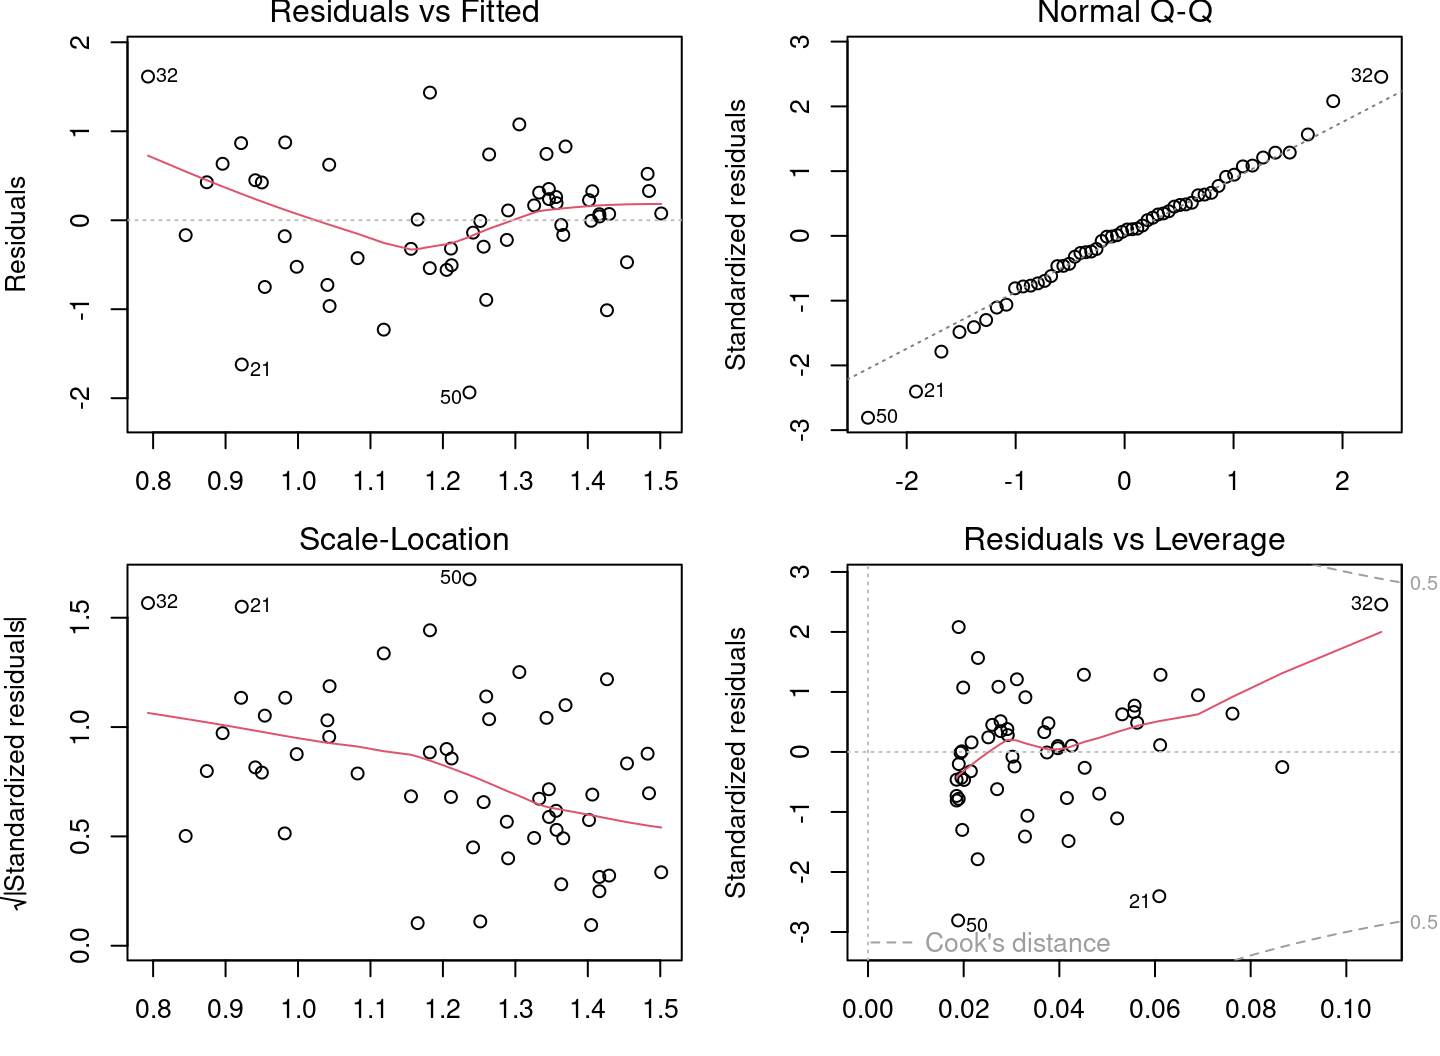 Residuals vs Fitted
Residuals
2
1
0
-1
-2
32
21
50
0.8 0.9 1.0 1.1 1.2 1.3 1.4 1.5
Normal Q-Q
Standardized residuals
3
2
1
0
-1
-2
-3
32
21
50
-2 -1 0 1 2
Scale-Location
√|Standardized residuals|
1.5
1.0
0.5
0.0
50
32
21
0.8 0.9 1.0 1.1 1.2 1.3 1.4 1.5
Residuals vs Leverage
Standardized residuals
3
2
1
0
-1
-2
-3
0.5
32
21
50
0.5
Cook's distance
0.00 0.02 0.04 0.06 0.08 0.10